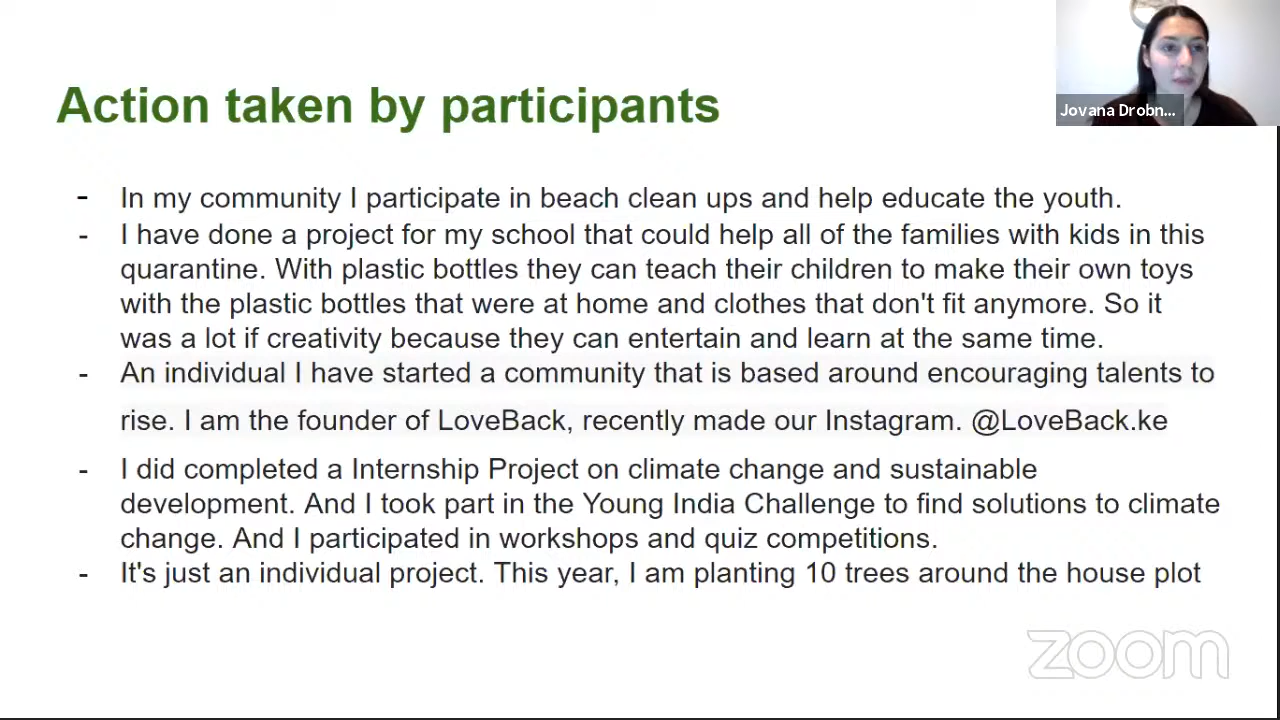 Action taken by participants
Jovana Drobn...
- In my community I participate in beach clean ups and help educate the youth.
- I have done a project for my school that could help all of the families with kids in this
quarantine. With plastic bottles they can teach their children to make their own toys
with the plastic bottles that were at home and clothes that don't fit anymore. So it
was a lot if creativity because they can entertain and learn at the same time.
- An individual I have started a community that is based around encouraging talents to
rise. I am the founder of LoveBack, recently made our Instagram. @LoveBack.ke
- I did completed a Internship Project on climate change and sustainable
development. And I took part in the Young India Challenge to find solutions to climate
change. And I participated in workshops and quiz competitions.
- It's just an individual project. This year, I am planting 10 trees around the house plot
zoom